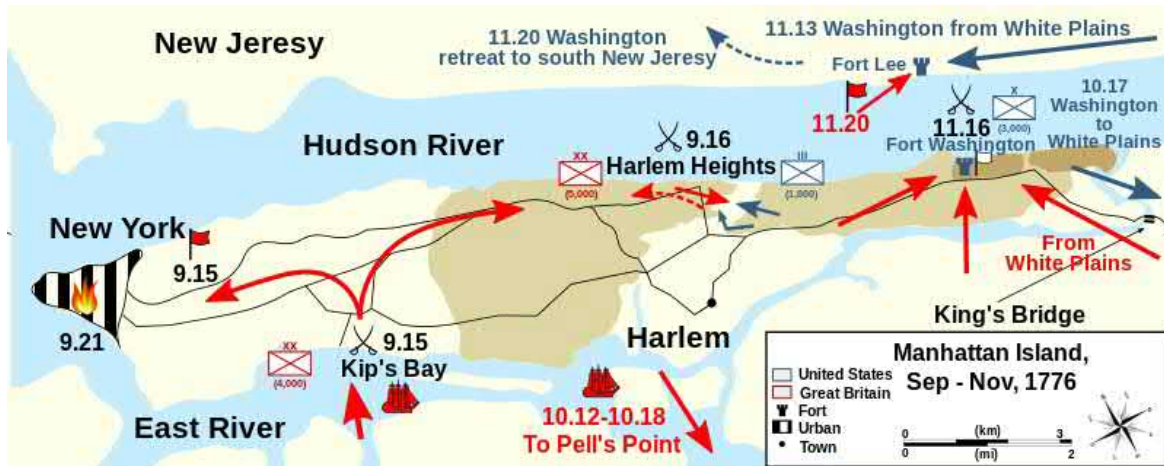 New Jeresy
11.20 Washington
retreat to south New Jeresy
11.13 Washington from White Plains
Fort Lee
11.20
X
(3,000)
11.16
Fort Washington
10.17
Washington
to
White Plains
Hudson River
9.16
Harlem Heights
XX
(5,000)
III
(1,000)
New York
9.15
9.21
From
White Plains
King's Bridge
Harlem
9.15
Kip's Bay
XX
(4,000)
East River
10.12-10.18
To Pell's Point
Manhattan Island,
Sep - Nov, 1776
United States
Great Britain
Fort
Urban
Town
0 (km) 3
0 (mi) 2